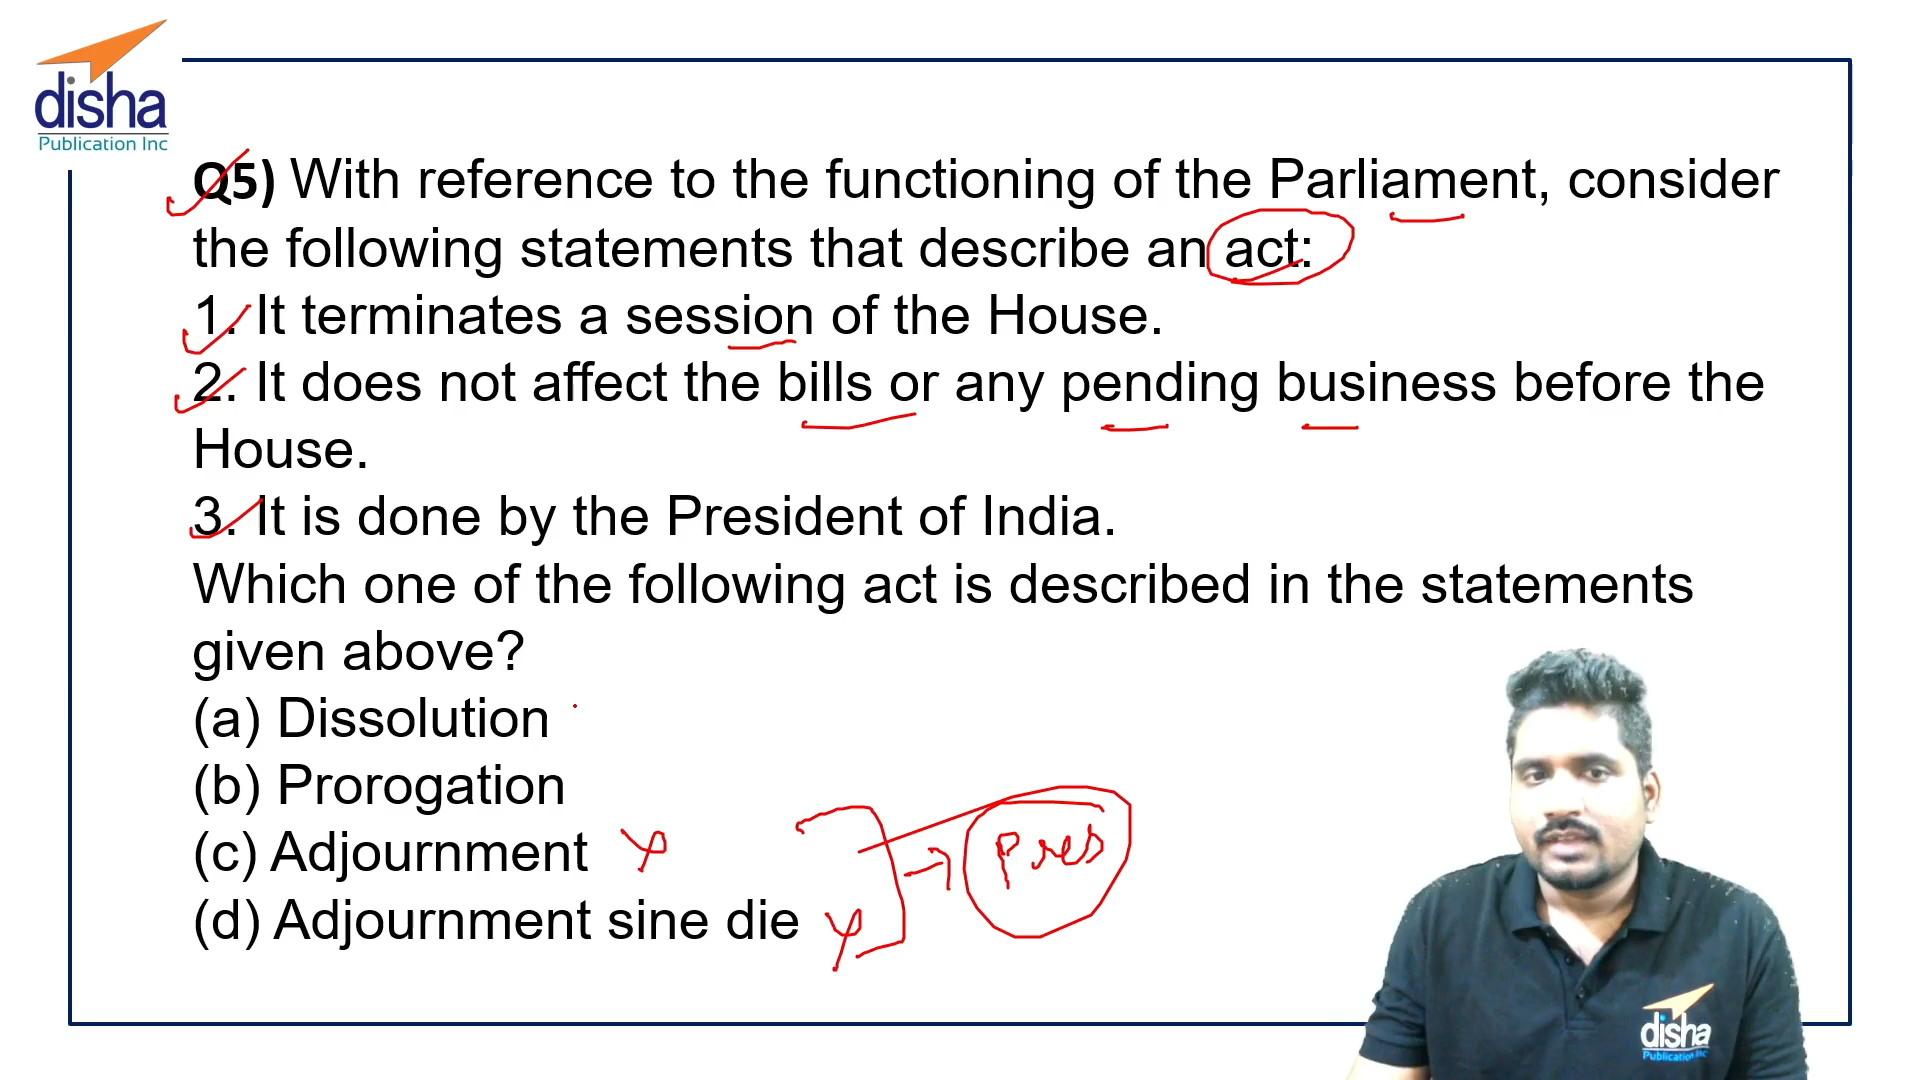 disha
Publication Inc
Q5) With reference to the functioning of the Parliament, consider
the following statements that describe an act:
1. It terminates a session of the House.
2. It does not affect the bills or any pending business before the
House.
3. It is done by the President of India.
Which one of the following act is described in the statements
given above?
(a) Dissolution
(b) Prorogation
(c) Adjournment
(d) Adjournment sine die
Pres
disha
Publication Inc